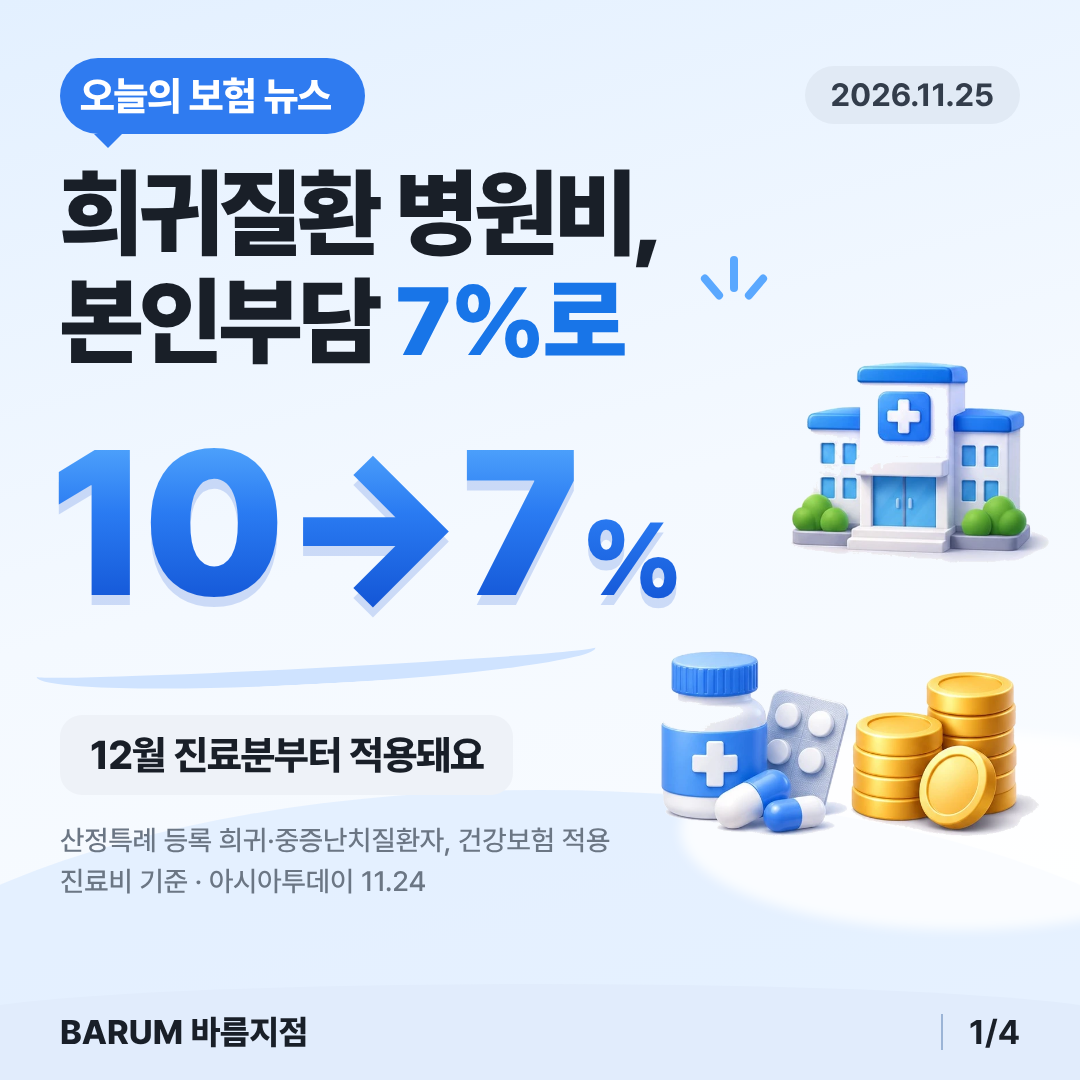 오늘의 보험 뉴스
2026.11.25
희귀질환 병원비,
본인부담 7%로
10→7%
12월 진료분부터 적용돼요
산정특례 등록 희귀·중증난치질환자, 건강보험 적용
진료비 기준 · 아시아투데이 11.24
BARUM 바름지점
1/4